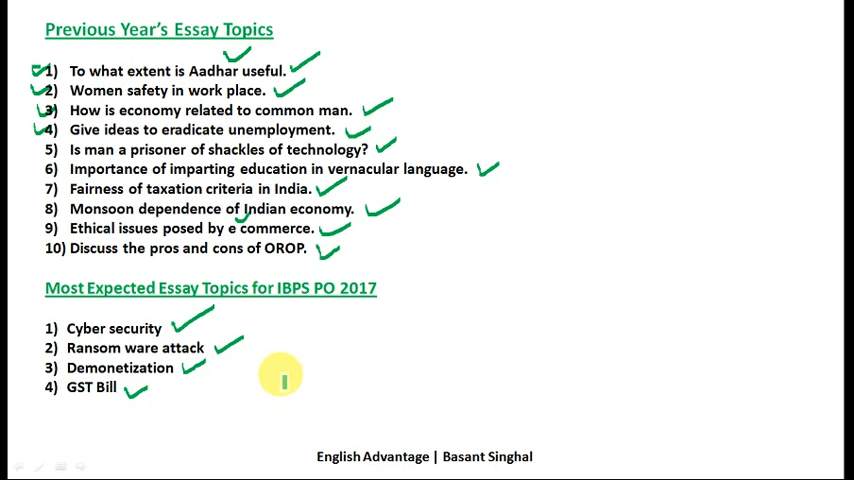 Previous Year's Essay Topics
1) To what extent is Aadhar useful.
2) Women safety in work place.
3) How is economy related to common man.
4) Give ideas to eradicate unemployment.
5) Is man a prisoner of shackles of technology?
6) Importance of imparting education in vernacular language.
7) Fairness of taxation criteria in India.
8) Monsoon dependence of Indian economy.
9) Ethical issues posed by e commerce.
10) Discuss the pros and cons of OROP.
Most Expected Essay Topics for IBPS PO 2017
1) Cyber security
2) Ransom ware attack
3) Demonetization
4) GST Bill
English Advantage | Basant Singhal